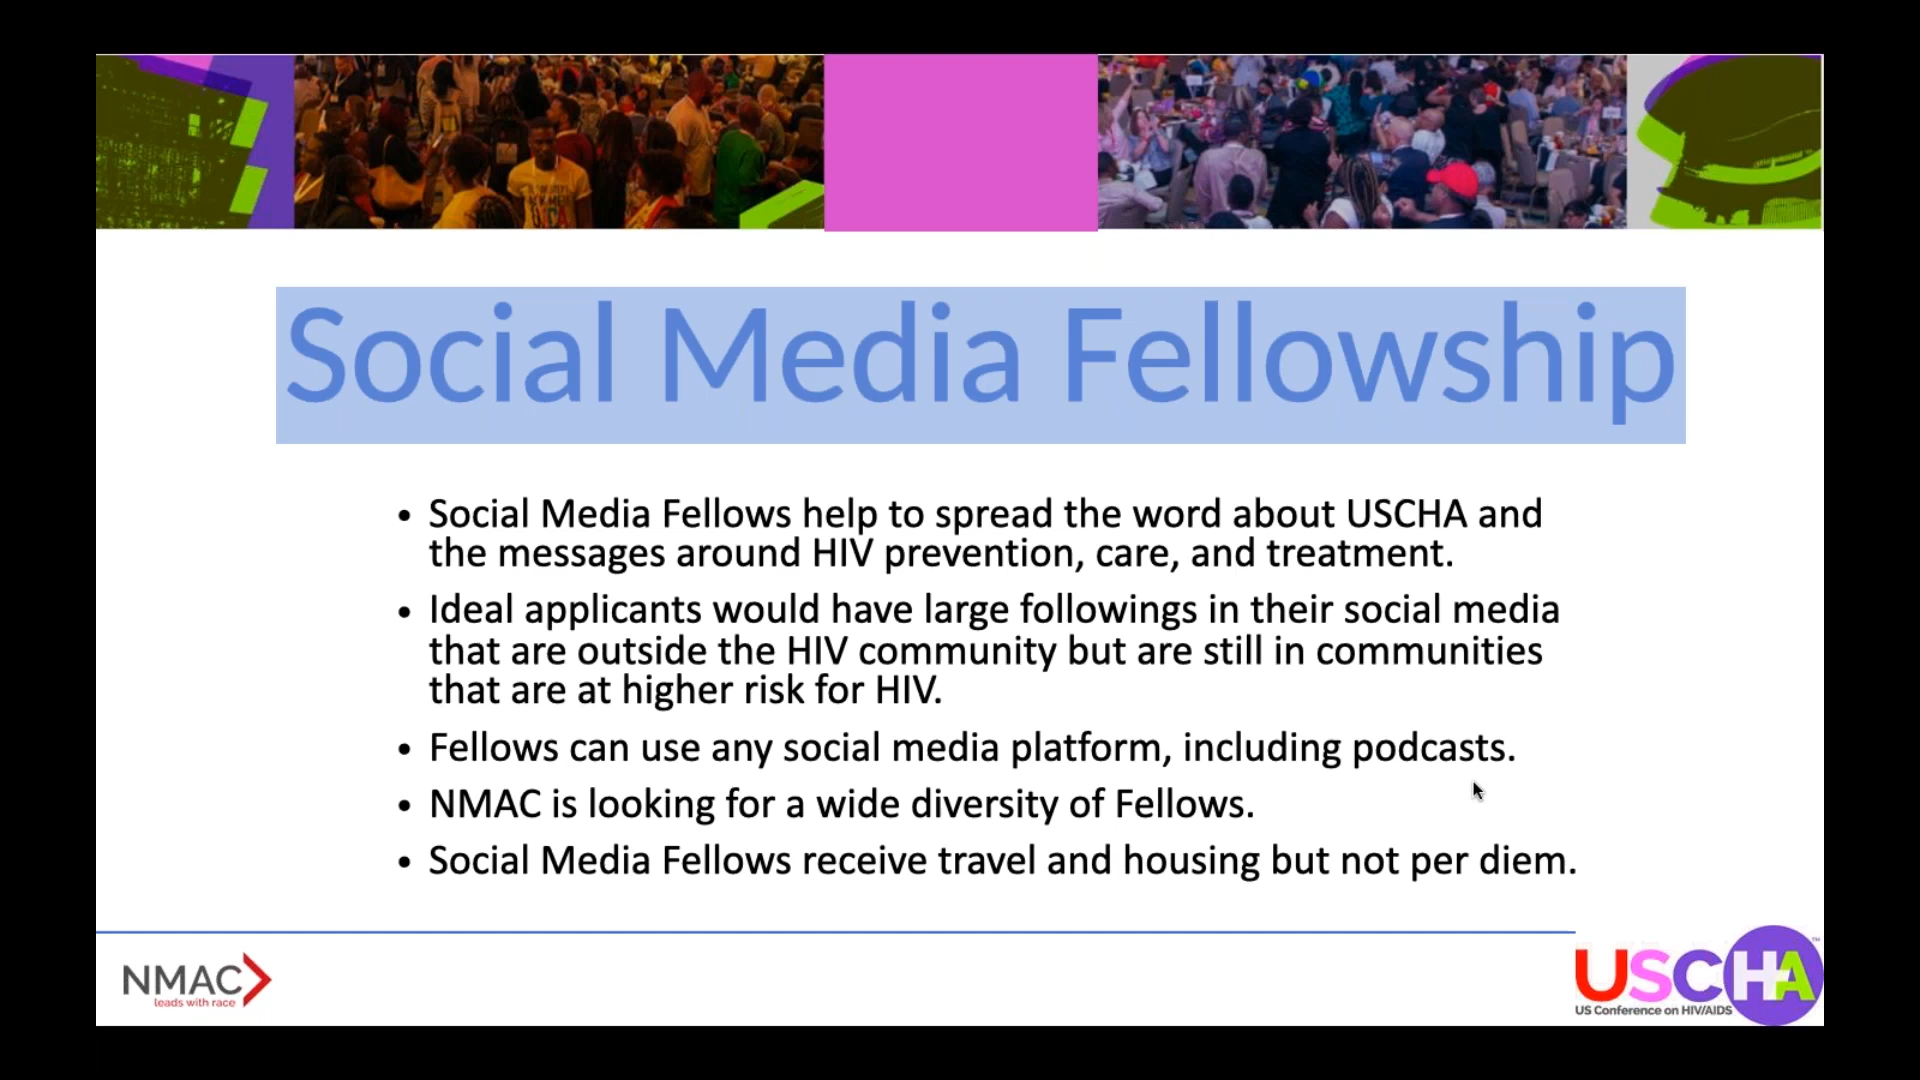 Social Media Fellowship
• Social Media Fellows help to spread the word about USCHA and
the messages around HIV prevention, care, and treatment.
• Ideal applicants would have large followings in their social media
that are outside the HIV community but are still in communities
that are at higher risk for HIV.
• Fellows can use any social media platform, including podcasts.
• NMAC is looking for a wide diversity of Fellows.
• Social Media Fellows receive travel and housing but not per diem.
NMAC
leads with race
USCHA™
US Conference on HIV/AIDS